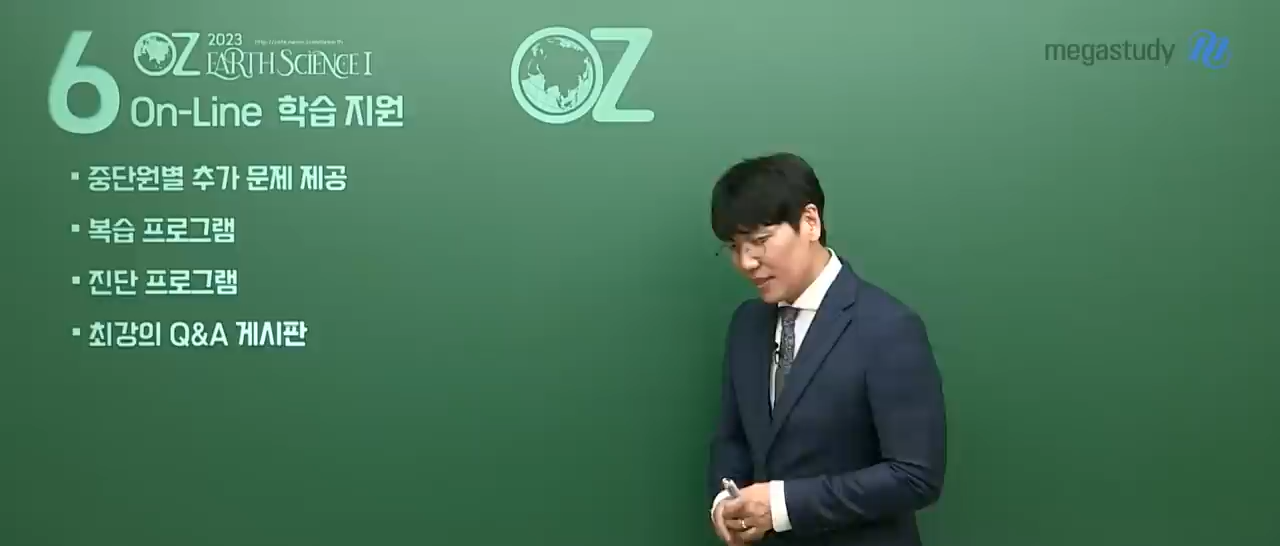 6
OZ 2023 EARTH SCIENCE I
On-Line 학습 지원
▪ 중단원별 추가 문제 제공
▪ 복습 프로그램
▪ 진단 프로그램
▪ 최강의 Q&A 게시판
OZ
megastudy